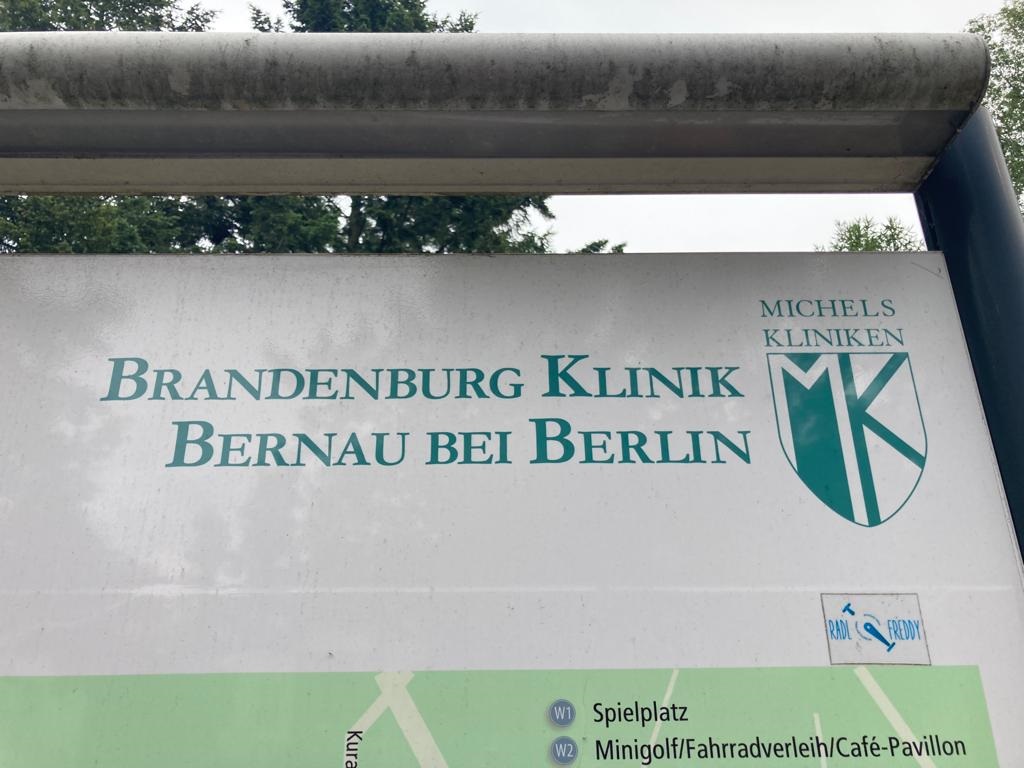 MICHELS
KLINIKEN
MK
BRANDENBURG KLINIK
BERNAU BEI BERLIN
RADL FREDDY
W1 Spielplatz
W2 Minigolf/Fahrradverleih/Café-Pavillon